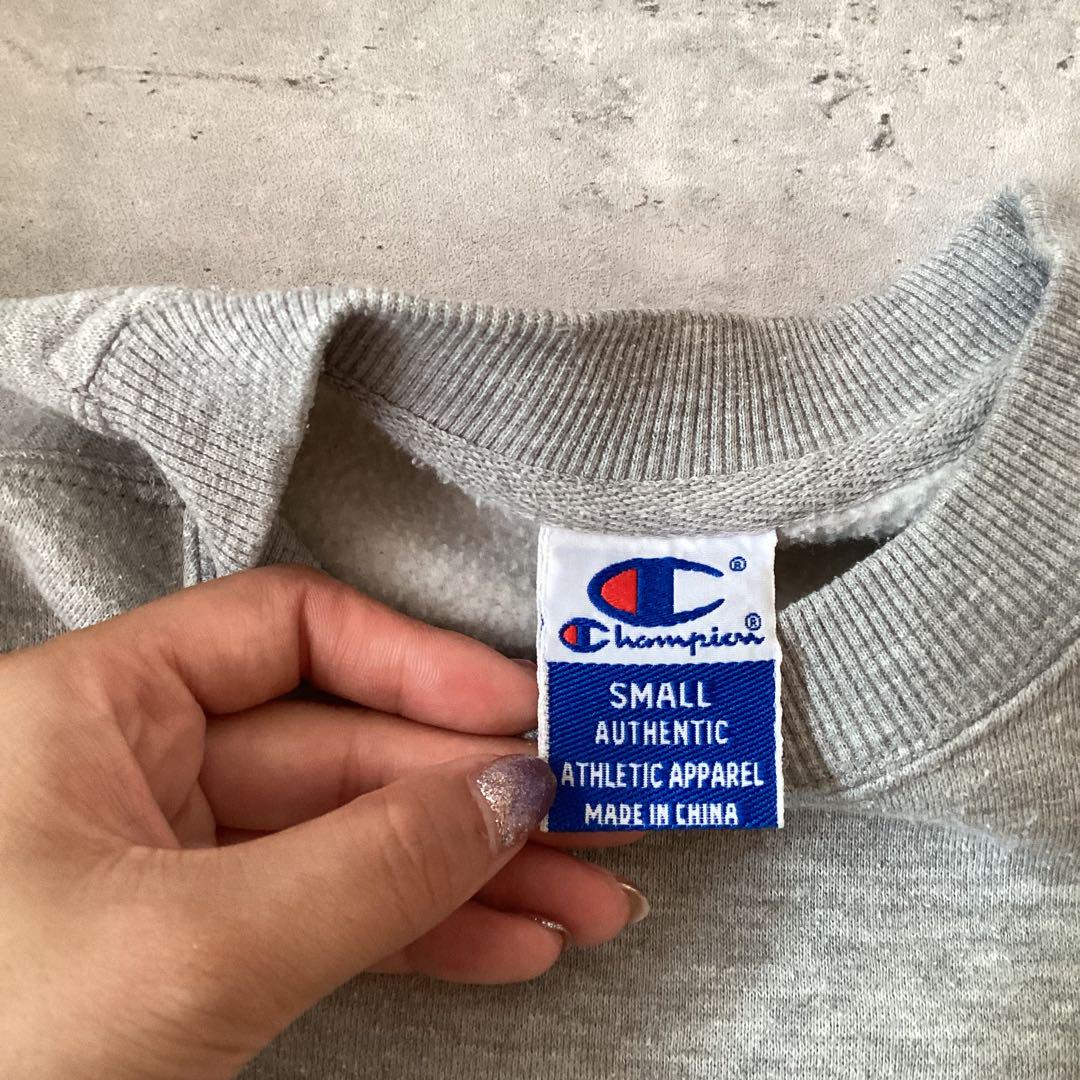 ®
Champion®
SMALL
AUTHENTIC
ATHLETIC APPAREL
MADE IN CHINA